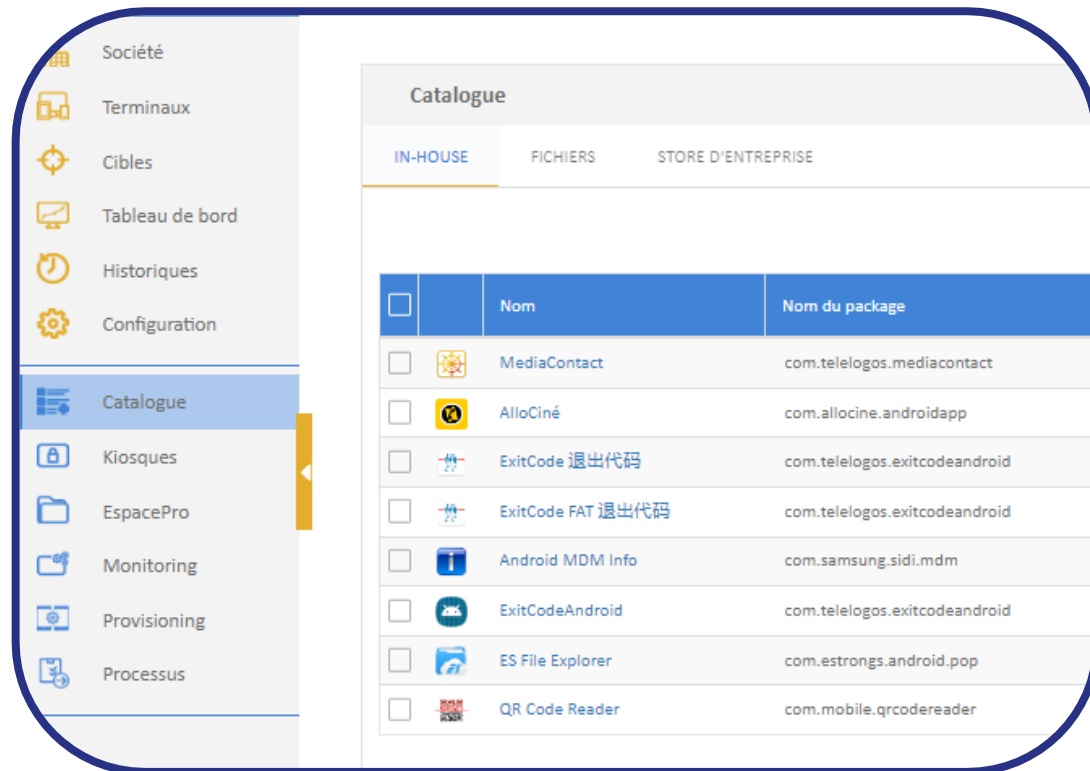 Société
Terminaux
Cibles
Tableau de bord
Historiques
Configuration
Catalogue
Kiosques
EspacePro
Monitoring
Provisioning
Processus
Catalogue
IN-HOUSE FICHIERS STORE D'ENTREPRISE
Nom Nom du package
MediaContact com.telelogos.mediacontact
AlloCiné com.allocine.androidapp
ExitCode 退出代码 com.telelogos.exitcodeandroid
ExitCode FAT 退出代码 com.telelogos.exitcodeandroid
Android MDM Info com.samsung.sidi.mdm
ExitCodeAndroid com.telelogos.exitcodeandroid
ES File Explorer com.estrongs.android.pop
QR Code Reader com.mobile.qrcodereader